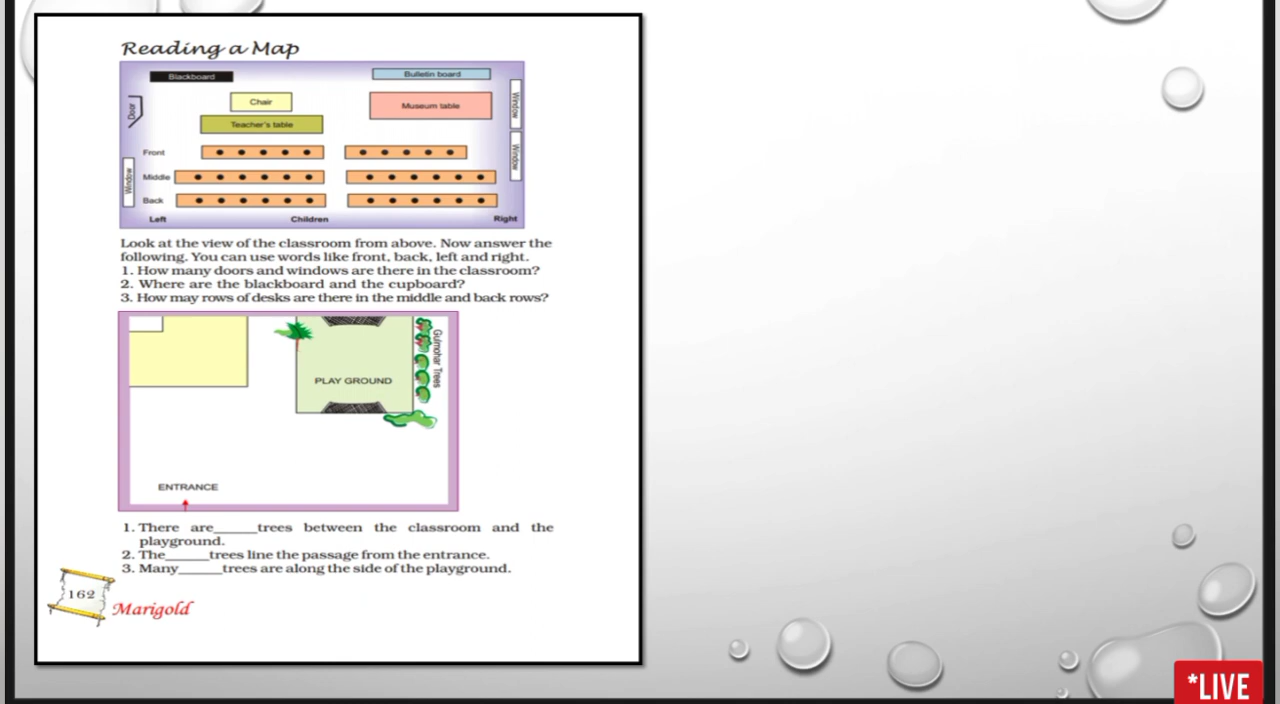 Reading a Map
Blackboard
Bulletin board
Door
Chair
Museum table
Window
Teacher's table
Front
Window
Middle
Window
Back
Left
Children
Right
Look at the view of the classroom from above. Now answer the
following. You can use words like front, back, left and right.
1. How many doors and windows are there in the classroom?
2. Where are the blackboard and the cupboard?
3. How may rows of desks are there in the middle and back rows?
Gulmohar Trees
PLAY GROUND
ENTRANCE
1. There are______trees between the classroom and the
playground.
2. The______trees line the passage from the entrance.
3. Many______trees are along the side of the playground.
162
Marigold
*LIVE